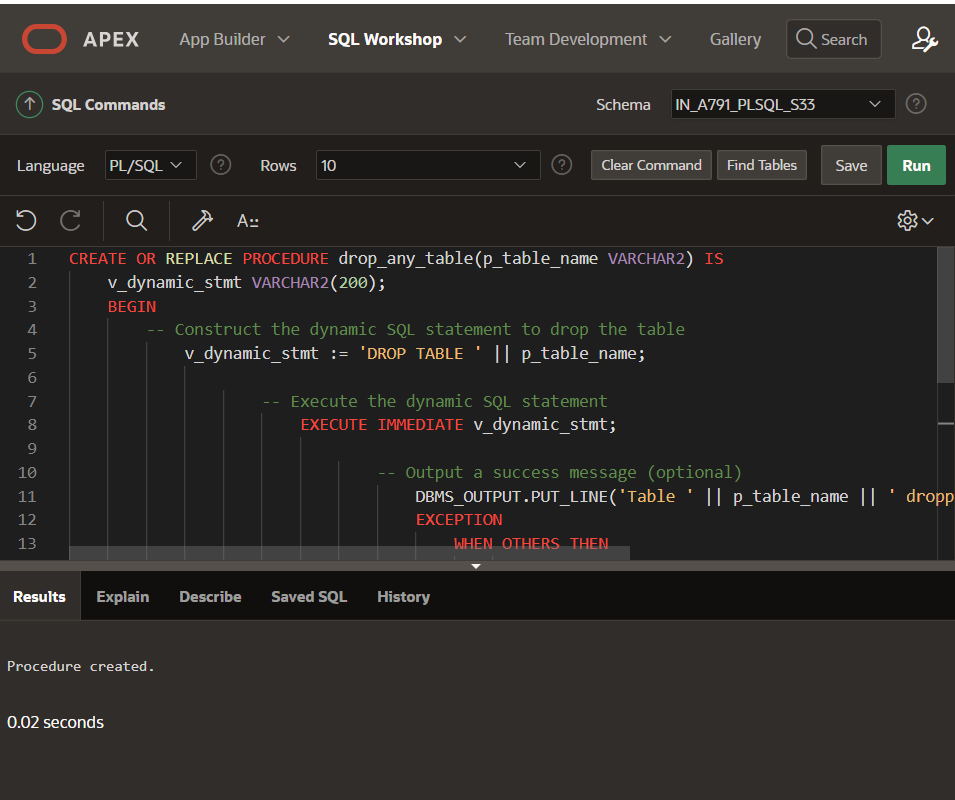 APEX App Builder SQL Workshop Team Development Gallery Search
SQL Commands Schema IN_A791_PLSQL_S33
Language PL/SQL Rows 10 Clear Command Find Tables Save Run
A::
1 CREATE OR REPLACE PROCEDURE drop_any_table(p_table_name VARCHAR2) IS
2 v_dynamic_stmt VARCHAR2(200);
3 BEGIN
4 -- Construct the dynamic SQL statement to drop the table
5 v_dynamic_stmt := 'DROP TABLE ' || p_table_name;
6
7 -- Execute the dynamic SQL statement
8 EXECUTE IMMEDIATE v_dynamic_stmt;
9
10 -- Output a success message (optional)
11 DBMS_OUTPUT.PUT_LINE('Table ' || p_table_name || ' dropp
12 EXCEPTION
13 WHEN OTHERS THEN
Results Explain Describe Saved SQL History
Procedure created.
0.02 seconds